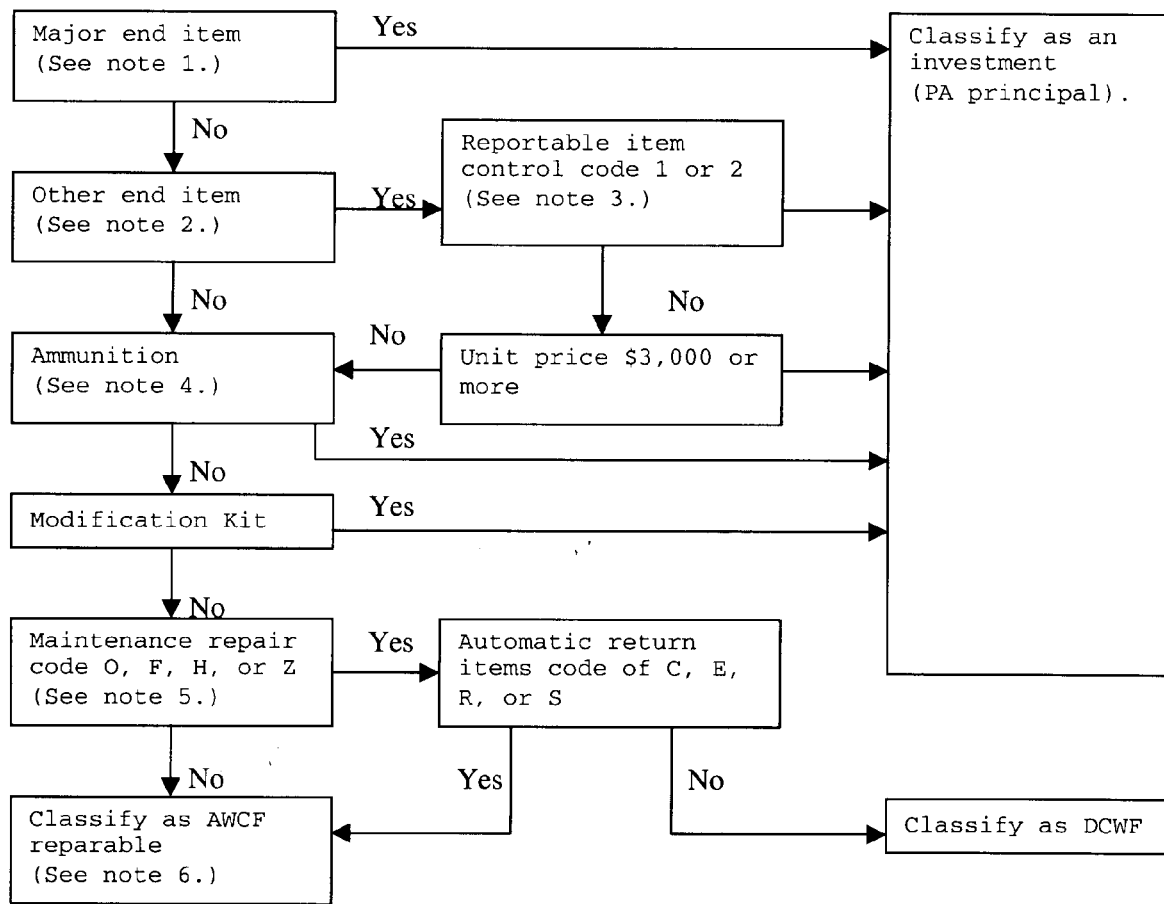 Major end item
(See note 1.)
Yes
Classify as an
investment
(PA principal).
No
Other end item
(See note 2.)
Yes
Reportable item
control code 1 or 2
(See note 3.)
No
No
Ammunition
(See note 4.)
No
Unit price $3,000 or
more
Yes
No
Modification Kit
Yes
No
Maintenance repair
code O, F, H, or Z
(See note 5.)
Yes
Automatic return
items code of C, E,
R, or S
No
Yes
No
Classify as AWCF
reparable
(See note 6.)
Classify as DCWF